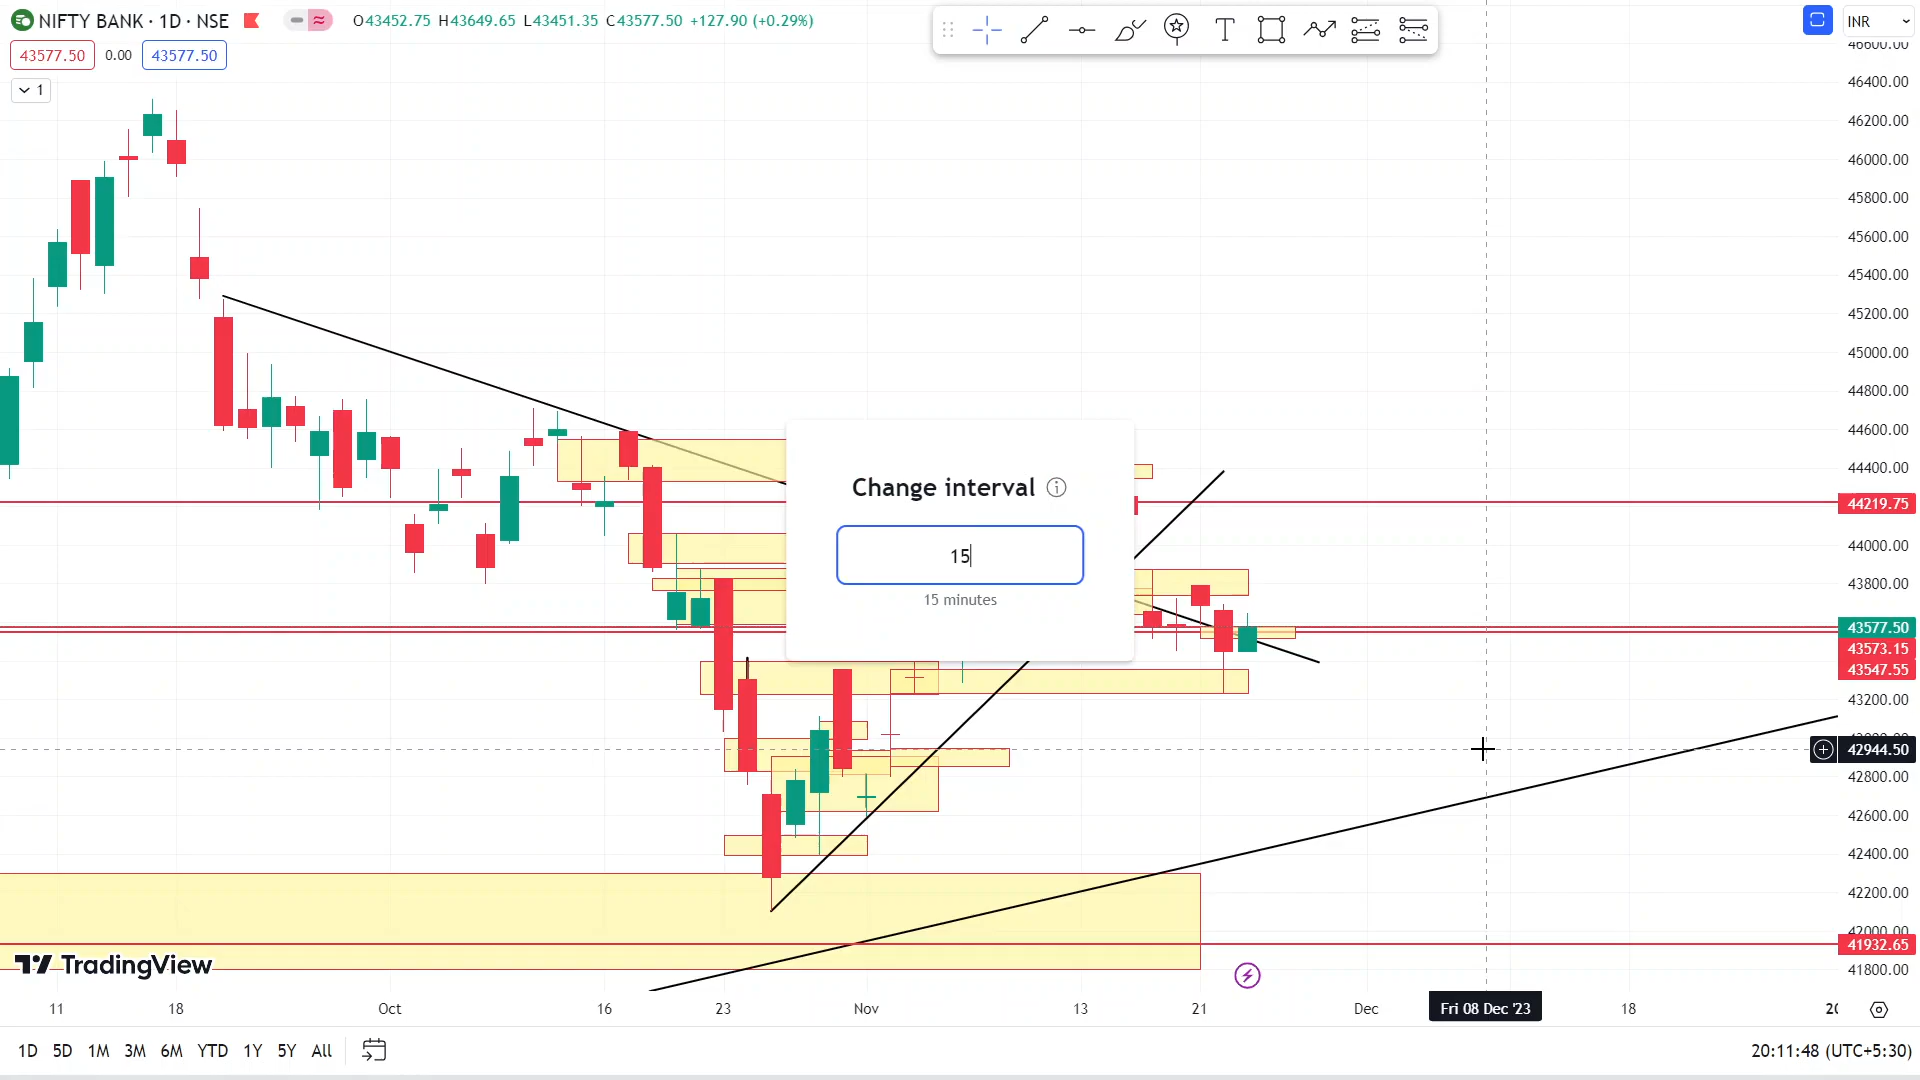 NIFTY BANK · 1D · NSE
O43452.75 H43649.65 L43451.35 C43577.50 +127.90 (+0.29%)
43577.50 0.00 43577.50
1
T
INR
46600.00
46400.00
46200.00
46000.00
45800.00
45600.00
45400.00
45200.00
45000.00
44800.00
44600.00
44400.00
44219.75
44000.00
43800.00
43577.50
43573.15
43547.55
43200.00
42944.50
42800.00
42600.00
42400.00
42200.00
42000.00
41932.65
41800.00
Change interval
15
15 minutes
TradingView
11 18 Oct 16 23 Nov 13 21 Dec Fri 08 Dec '23 18
1D 5D 1M 3M 6M YTD 1Y 5Y All
20:11:48 (UTC+5:30)